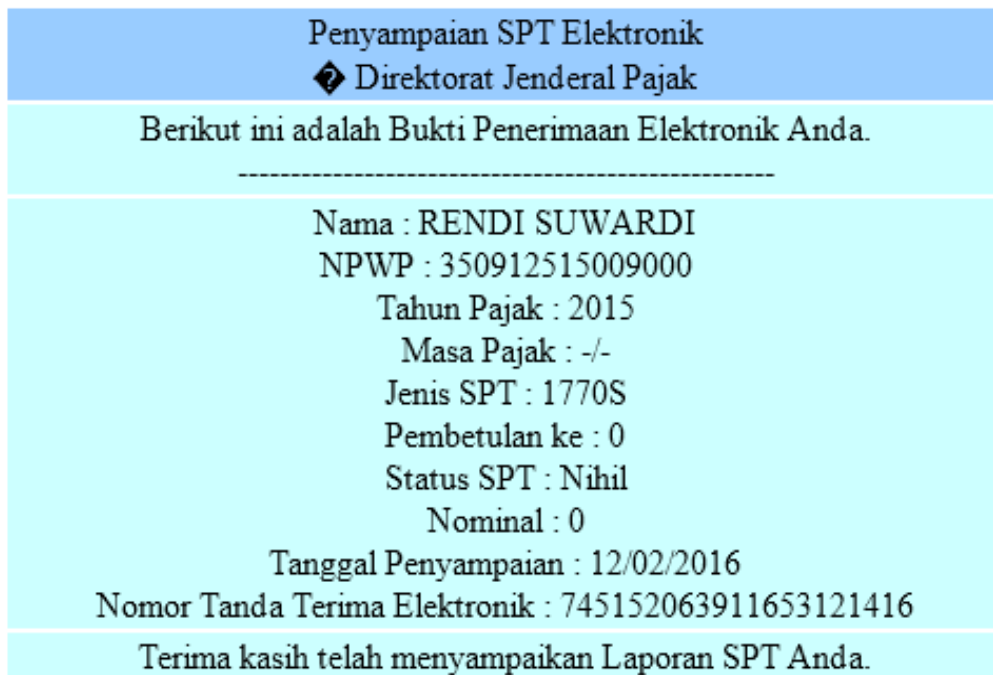 Penyampaian SPT Elektronik
� Direktorat Jenderal Pajak
Berikut ini adalah Bukti Penerimaan Elektronik Anda.
---------------------------------------------------
Nama : RENDI SUWARDI
NPWP : 350912515009000
Tahun Pajak : 2015
Masa Pajak : -/-
Jenis SPT : 1770S
Pembetulan ke : 0
Status SPT : Nihil
Nominal : 0
Tanggal Penyampaian : 12/02/2016
Nomor Tanda Terima Elektronik : 745152063911653121416
Terima kasih telah menyampaikan Laporan SPT Anda.